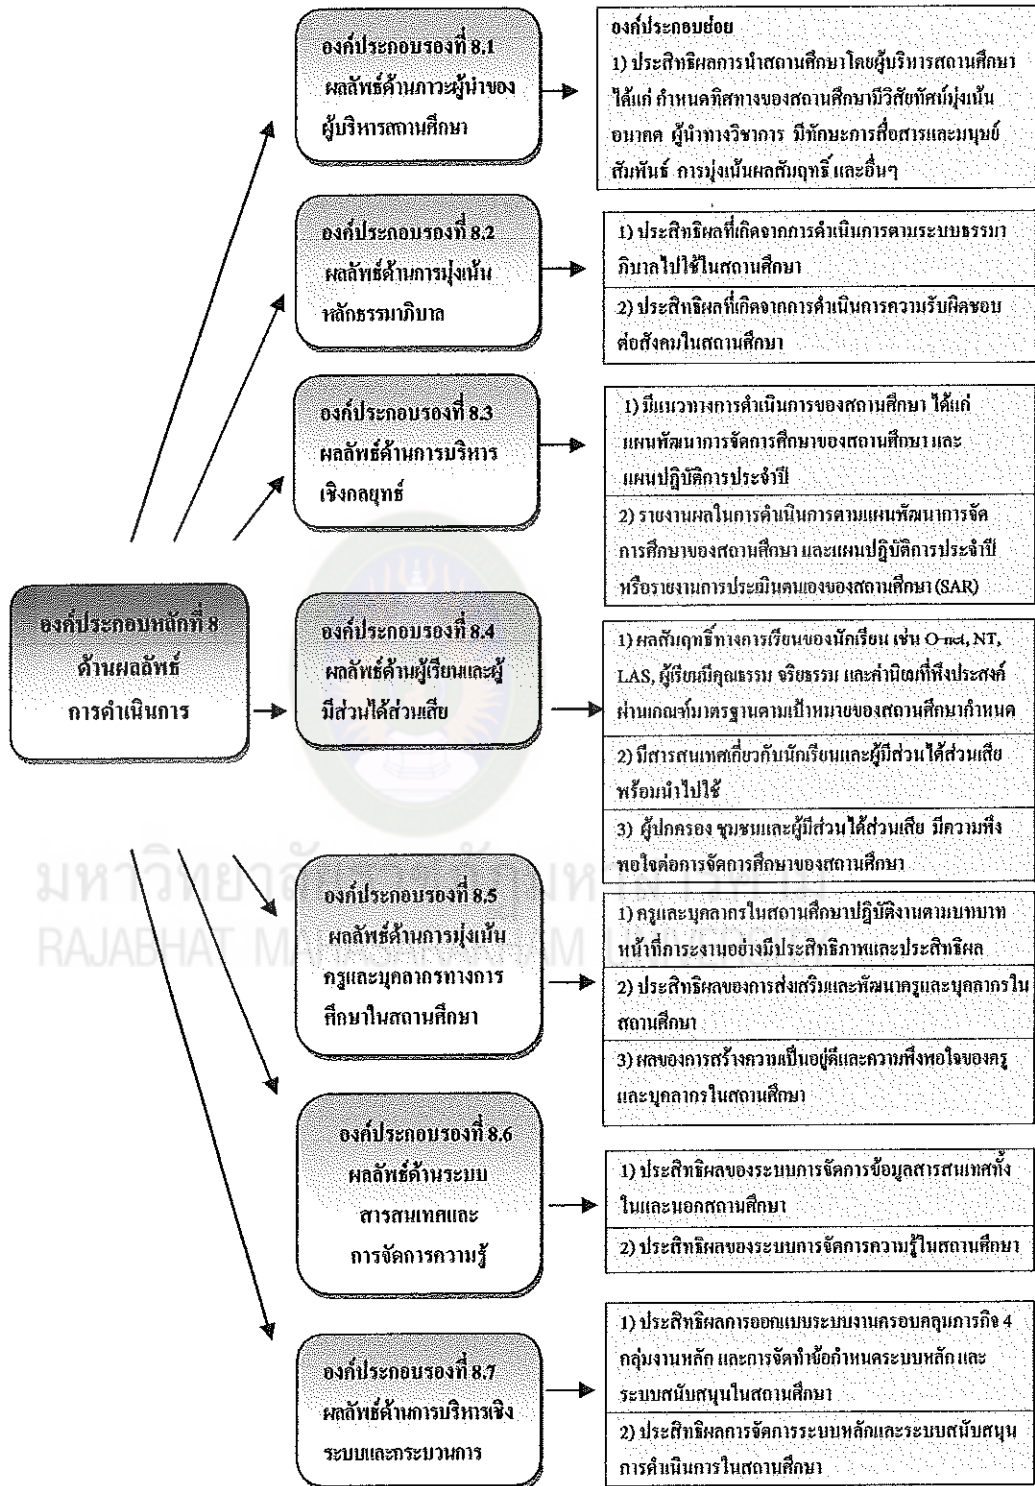 องค์ประกอบหลักที่ 8
ด้านผลลัพธ์
การดำเนินการ
องค์ประกอบรองที่ 8.1
ผลลัพธ์ด้านภาวะผู้นำของ
ผู้บริหารสถานศึกษา
องค์ประกอบย่อย
1) ประสิทธิผลการนำสถานศึกษาโดยผู้บริหารสถานศึกษา
ได้แก่ กำหนดทิศทางของสถานศึกษามีวิสัยทัศน์มุ่งเน้น
อนาคต ผู้นำทางวิชาการ มีทักษะการสื่อสารและมนุษย์
สัมพันธ์ การมุ่งเน้นผลสัมฤทธิ์ และอื่นๆ
องค์ประกอบรองที่ 8.2
ผลลัพธ์ด้านการมุ่งเน้น
หลักธรรมาภิบาล
1) ประสิทธิผลที่เกิดจากการดำเนินการตามระบบธรรมา
ภิบาลไปใช้ในสถานศึกษา
2) ประสิทธิผลที่เกิดจากการดำเนินการความรับผิดชอบ
ต่อสังคมในสถานศึกษา
องค์ประกอบรองที่ 8.3
ผลลัพธ์ด้านการบริหาร
เชิงกลยุทธ์
1) มีแนวทางการดำเนินการของสถานศึกษา ได้แก่
แผนพัฒนาการจัดการศึกษาของสถานศึกษา และ
แผนปฏิบัติการประจำปี
2) รายงานผลในการดำเนินการตามแผนพัฒนาการจัด
การศึกษาของสถานศึกษา และแผนปฏิบัติการประจำปี
หรือรายงานการประเมินตนเองของสถานศึกษา (SAR)
องค์ประกอบรองที่ 8.4
ผลลัพธ์ด้านผู้เรียนและผู้
มีส่วนได้ส่วนเสีย
1) ผลสัมฤทธิ์ทางการเรียนของนักเรียน เช่น O-net, NT,
LAS, ผู้เรียนมีคุณธรรม จริยธรรม และค่านิยมที่พึงประสงค์
ผ่านเกณฑ์มาตรฐานตามเป้าหมายของสถานศึกษากำหนด
2) มีสารสนเทศเกี่ยวกับนักเรียนและผู้มีส่วนได้ส่วนเสีย
พร้อมนำไปใช้
3) ผู้ปกครอง ชุมชนและผู้มีส่วนได้ส่วนเสีย มีความพึง
พอใจต่อการจัดการศึกษาของสถานศึกษา
องค์ประกอบรองที่ 8.5
ผลลัพธ์ด้านการมุ่งเน้น
ครูและบุคลากรทางการ
ศึกษาในสถานศึกษา
1) ครูและบุคลากรในสถานศึกษาปฏิบัติงานตามบทบาท
หน้าที่ภาระงานอย่างมีประสิทธิภาพและประสิทธิผล
2) ประสิทธิผลของการส่งเสริมและพัฒนาครูและบุคลากรใน
สถานศึกษา
3) ผลของการสร้างความเป็นอยู่ดีและความพึงพอใจของครู
และบุคลากรในสถานศึกษา
องค์ประกอบรองที่ 8.6
ผลลัพธ์ด้านระบบ
สารสนเทศและ
การจัดการความรู้
1) ประสิทธิผลของระบบการจัดการข้อมูลสารสนเทศทั้ง
ในและนอกสถานศึกษา
2) ประสิทธิผลของระบบการจัดการความรู้ในสถานศึกษา
องค์ประกอบรองที่ 8.7
ผลลัพธ์ด้านการบริหารเชิง
ระบบและกระบวนการ
1) ประสิทธิผลการออกแบบระบบงานครอบคลุมภารกิจ 4
กลุ่มงานหลัก และการจัดทำข้อกำหนดระบบหลัก และ
ระบบสนับสนุนในสถานศึกษา
2) ประสิทธิผลการจัดการระบบหลักและระบบสนับสนุน
การดำเนินการในสถานศึกษา
RAJABHAT UNIVERSITY